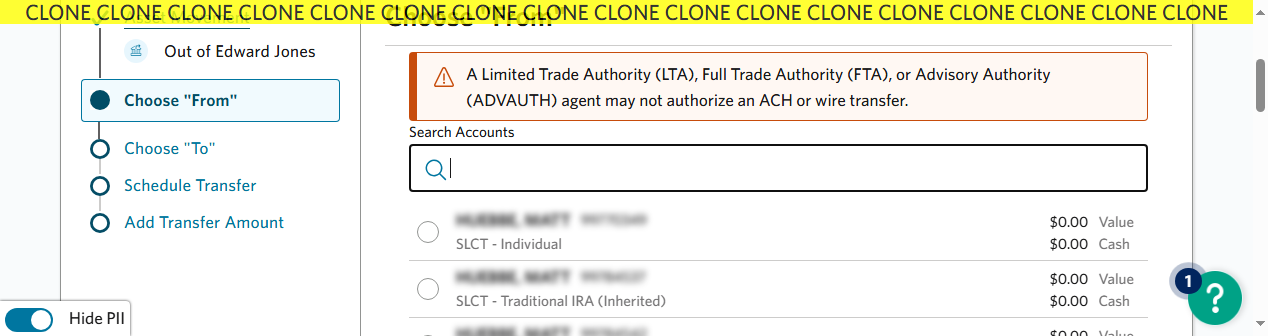 CLONE CLONE CLONE CLONE CLONE CLONE CLONE CLONE CLONE CLONE CLONE CLONE CLONE CLONE CLONE CLONE CLONE
Out of Edward Jones
Choose "From"
Choose "To"
Schedule Transfer
Add Transfer Amount
Hide PII
Choose "From"
A Limited Trade Authority (LTA), Full Trade Authority (FTA), or Advisory Authority
(ADVAUTH) agent may not authorize an ACH or wire transfer.
Search Accounts
$0.00 Value
SLCT - Individual $0.00 Cash
$0.00 Value
SLCT - Traditional IRA (Inherited) $0.00 Cash
$0.00 Value
1
?